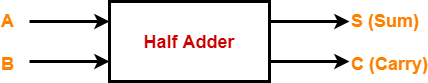 A
S (Sum)
Half Adder
B
C (Carry)